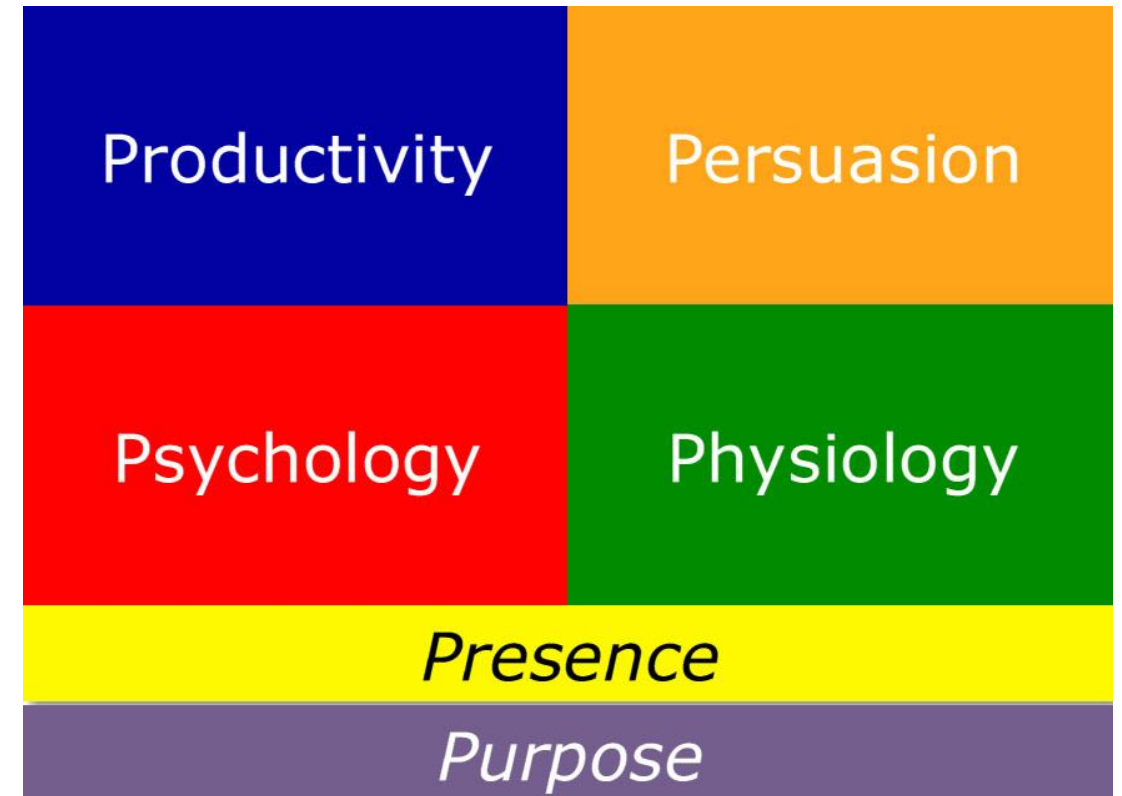 Productivity
Persuasion
Psychology
Physiology
Presence
Purpose